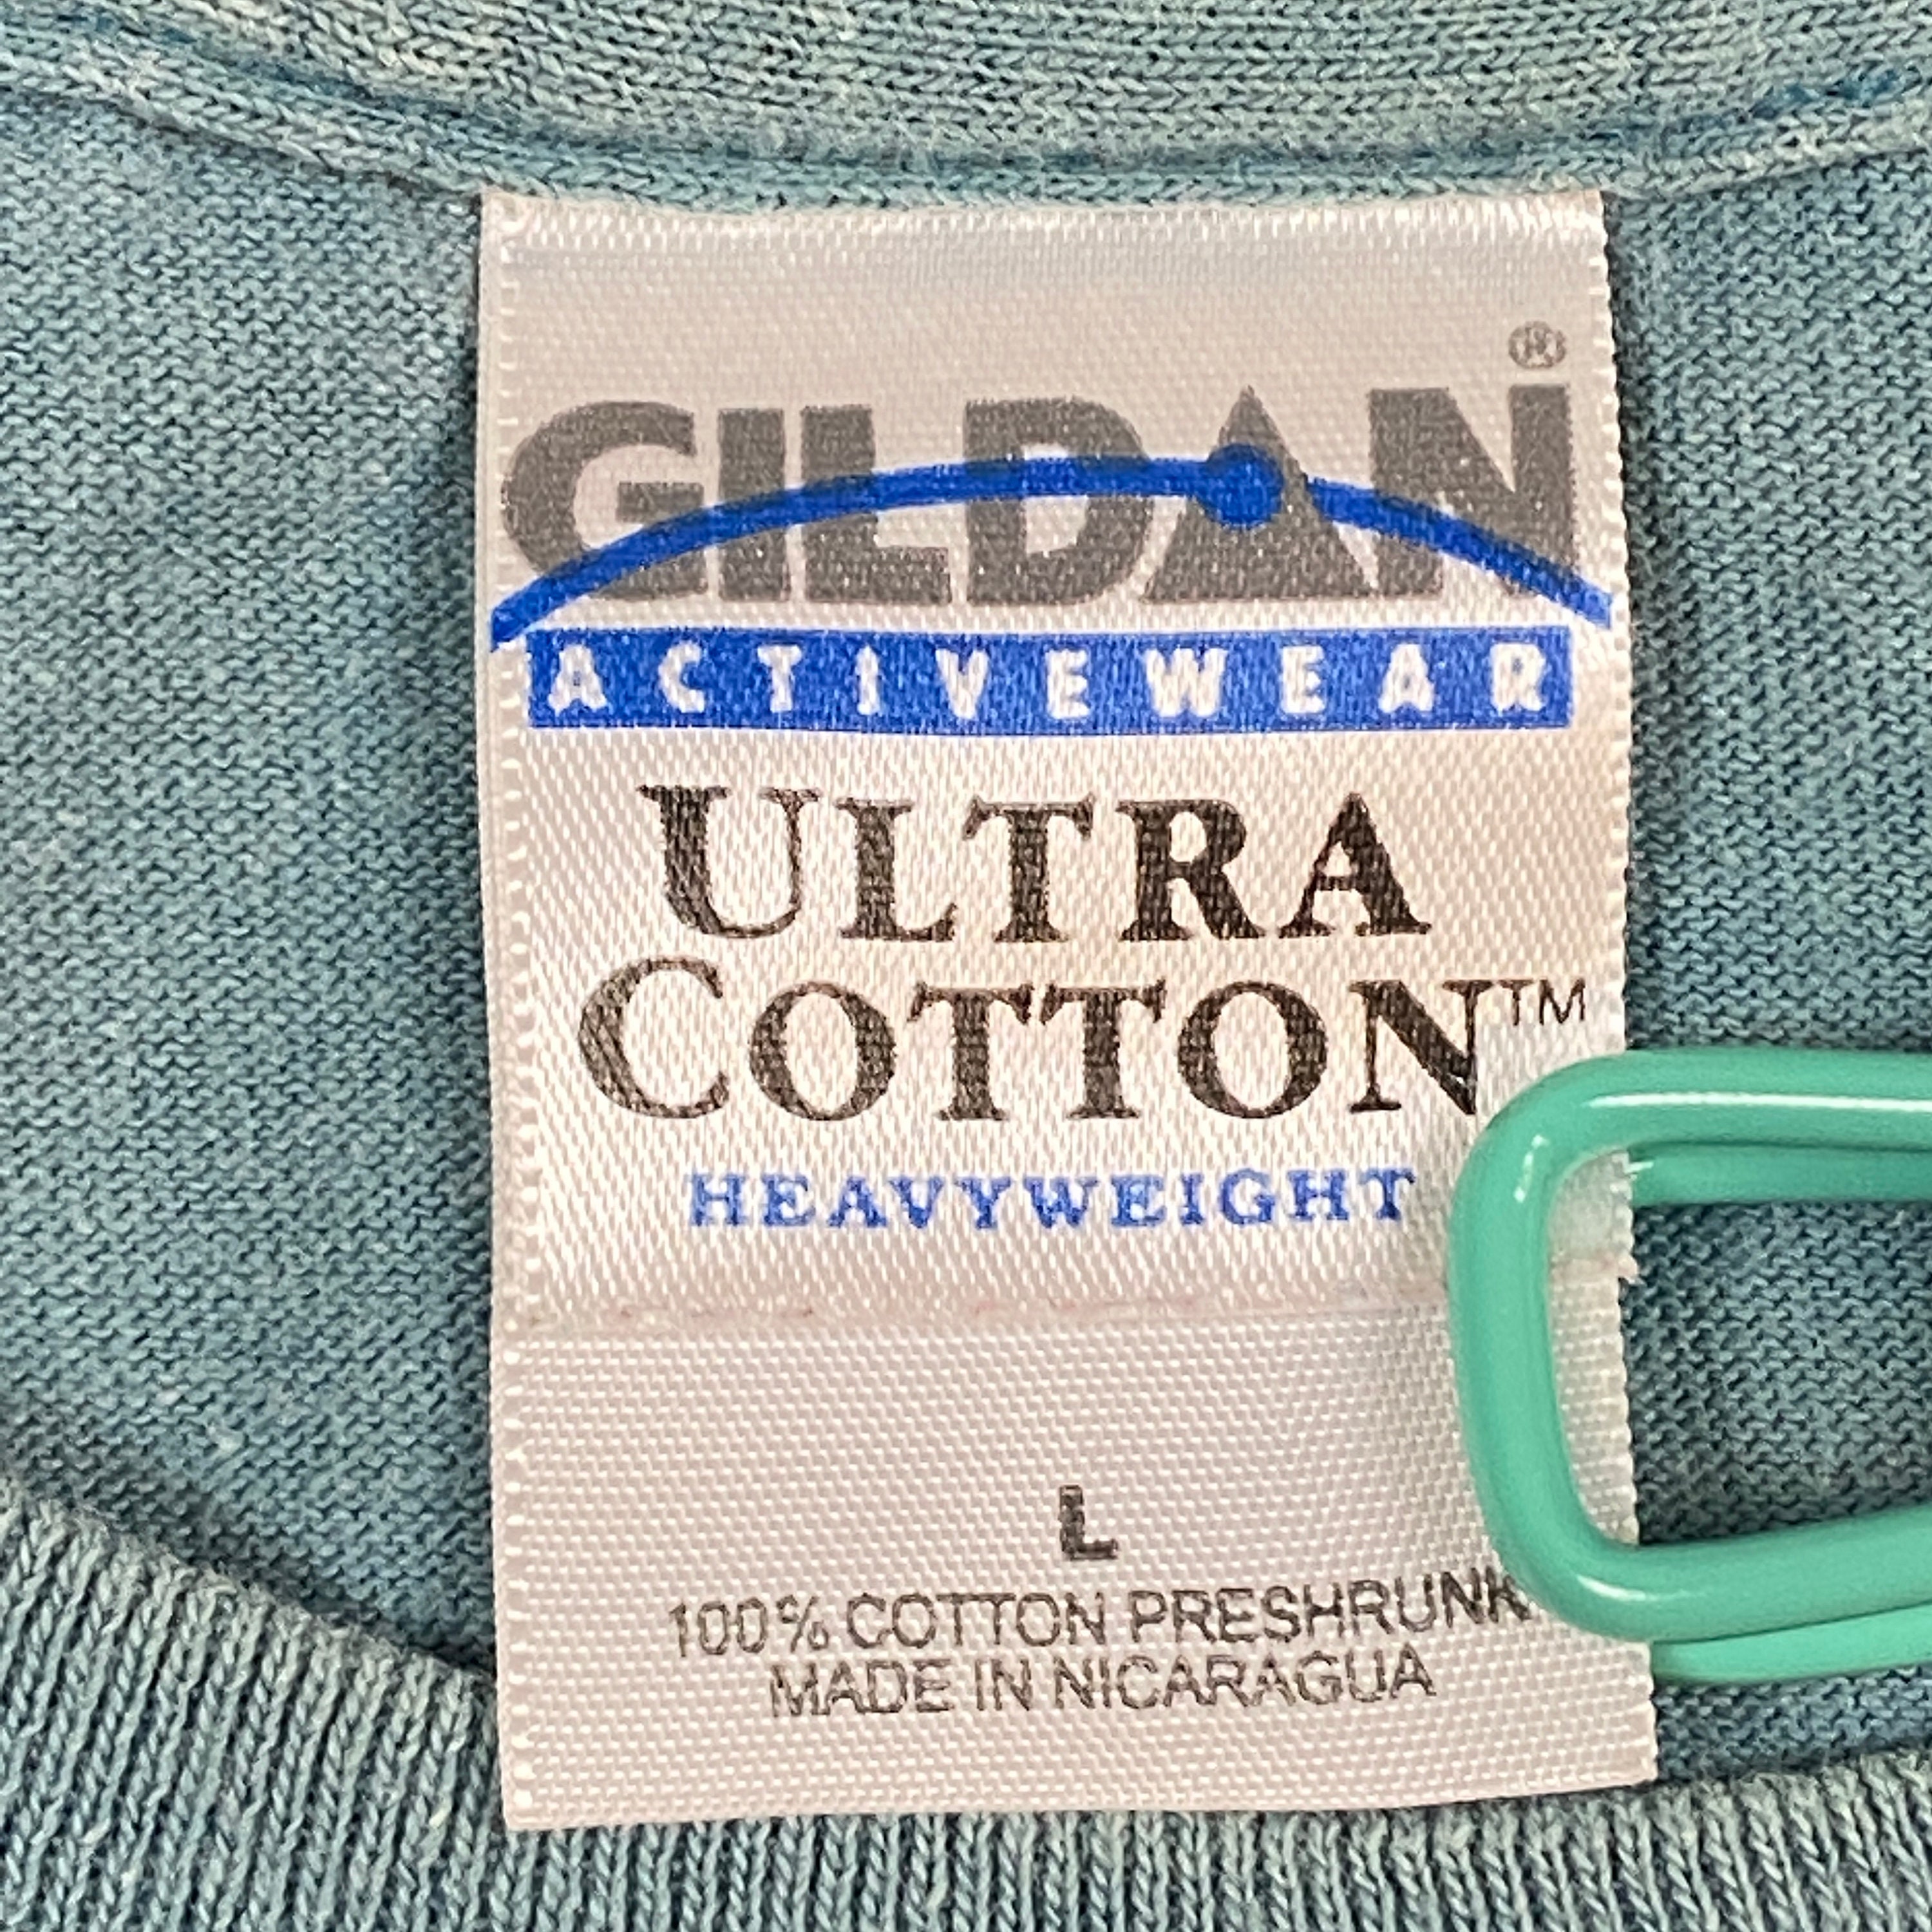 GILDAN®
ACTIVEWEAR
ULTRA
COTTON™
HEAVYWEIGHT
L
100% COTTON PRESHRUNK
MADE IN NICARAGUA